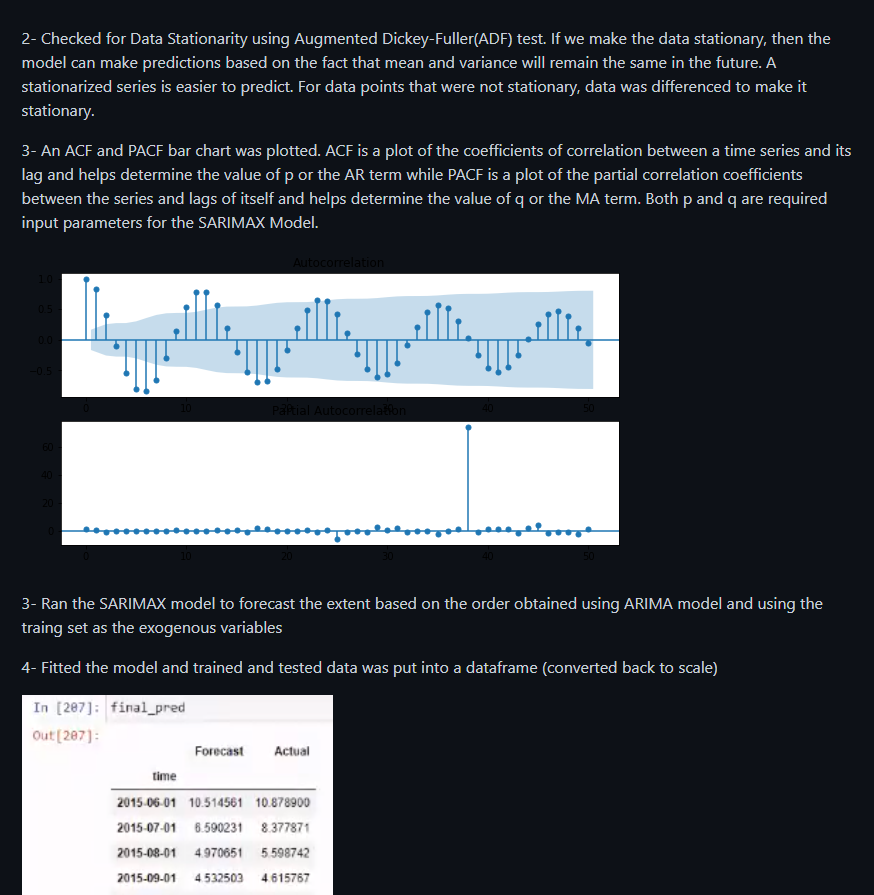 2- Checked for Data Stationarity using Augmented Dickey-Fuller(ADF) test. If we make the data stationary, then the
model can make predictions based on the fact that mean and variance will remain the same in the future. A
stationarized series is easier to predict. For data points that were not stationary, data was differenced to make it
stationary.
3- An ACF and PACF bar chart was plotted. ACF is a plot of the coefficients of correlation between a time series and its
lag and helps determine the value of p or the AR term while PACF is a plot of the partial correlation coefficients
between the series and lags of itself and helps determine the value of q or the MA term. Both p and q are required
input parameters for the SARIMAX Model.
Autocorrelation
1.0
0.5
0.0
−0.5
0 10 20 30 40 50
Partial Autocorrelation
60
40
20
0
0 10 20 30 40 50
3- Ran the SARIMAX model to forecast the extent based on the order obtained using ARIMA model and using the
traing set as the exogenous variables
4- Fitted the model and trained and tested data was put into a dataframe (converted back to scale)
In [207]: final_pred
Out[207]:
Forecast Actual
time
2015-06-01 10.514561 10.878900
2015-07-01 6.590231 8.377871
2015-08-01 4.970651 5.598742
2015-09-01 4.532503 4.615767